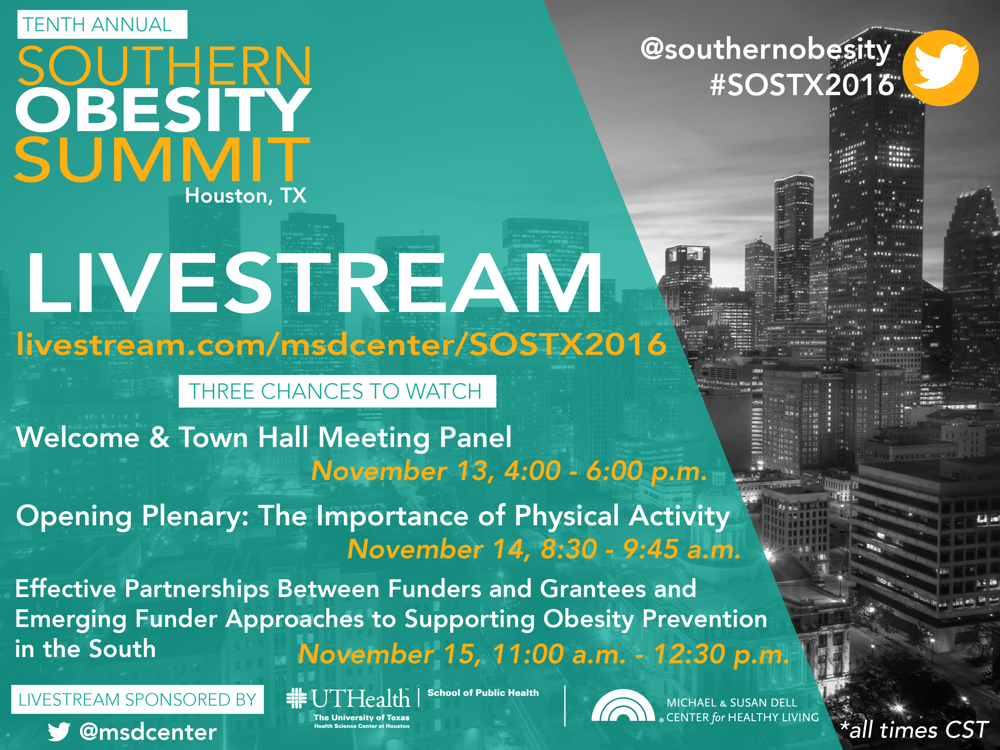 TENTH ANNUAL
SOUTHERN
OBESITY
SUMMIT
Houston, TX
@southernobesity
#SOSTX2016
LIVESTREAM
livestream.com/msdcenter/SOSTX2016
THREE CHANCES TO WATCH
Welcome & Town Hall Meeting Panel
November 13, 4:00 - 6:00 p.m.
Opening Plenary: The Importance of Physical Activity
November 14, 8:30 - 9:45 a.m.
Effective Partnerships Between Funders and Grantees and
Emerging Funder Approaches to Supporting Obesity Prevention
in the South
November 15, 11:00 a.m. - 12:30 p.m.
LIVESTREAM SPONSORED BY
@msdcenter
UTHealth™ | School of Public Health
The University of Texas
Health Science Center at Houston
MICHAEL & SUSAN DELL
® CENTER for HEALTHY LIVING
*all times CST